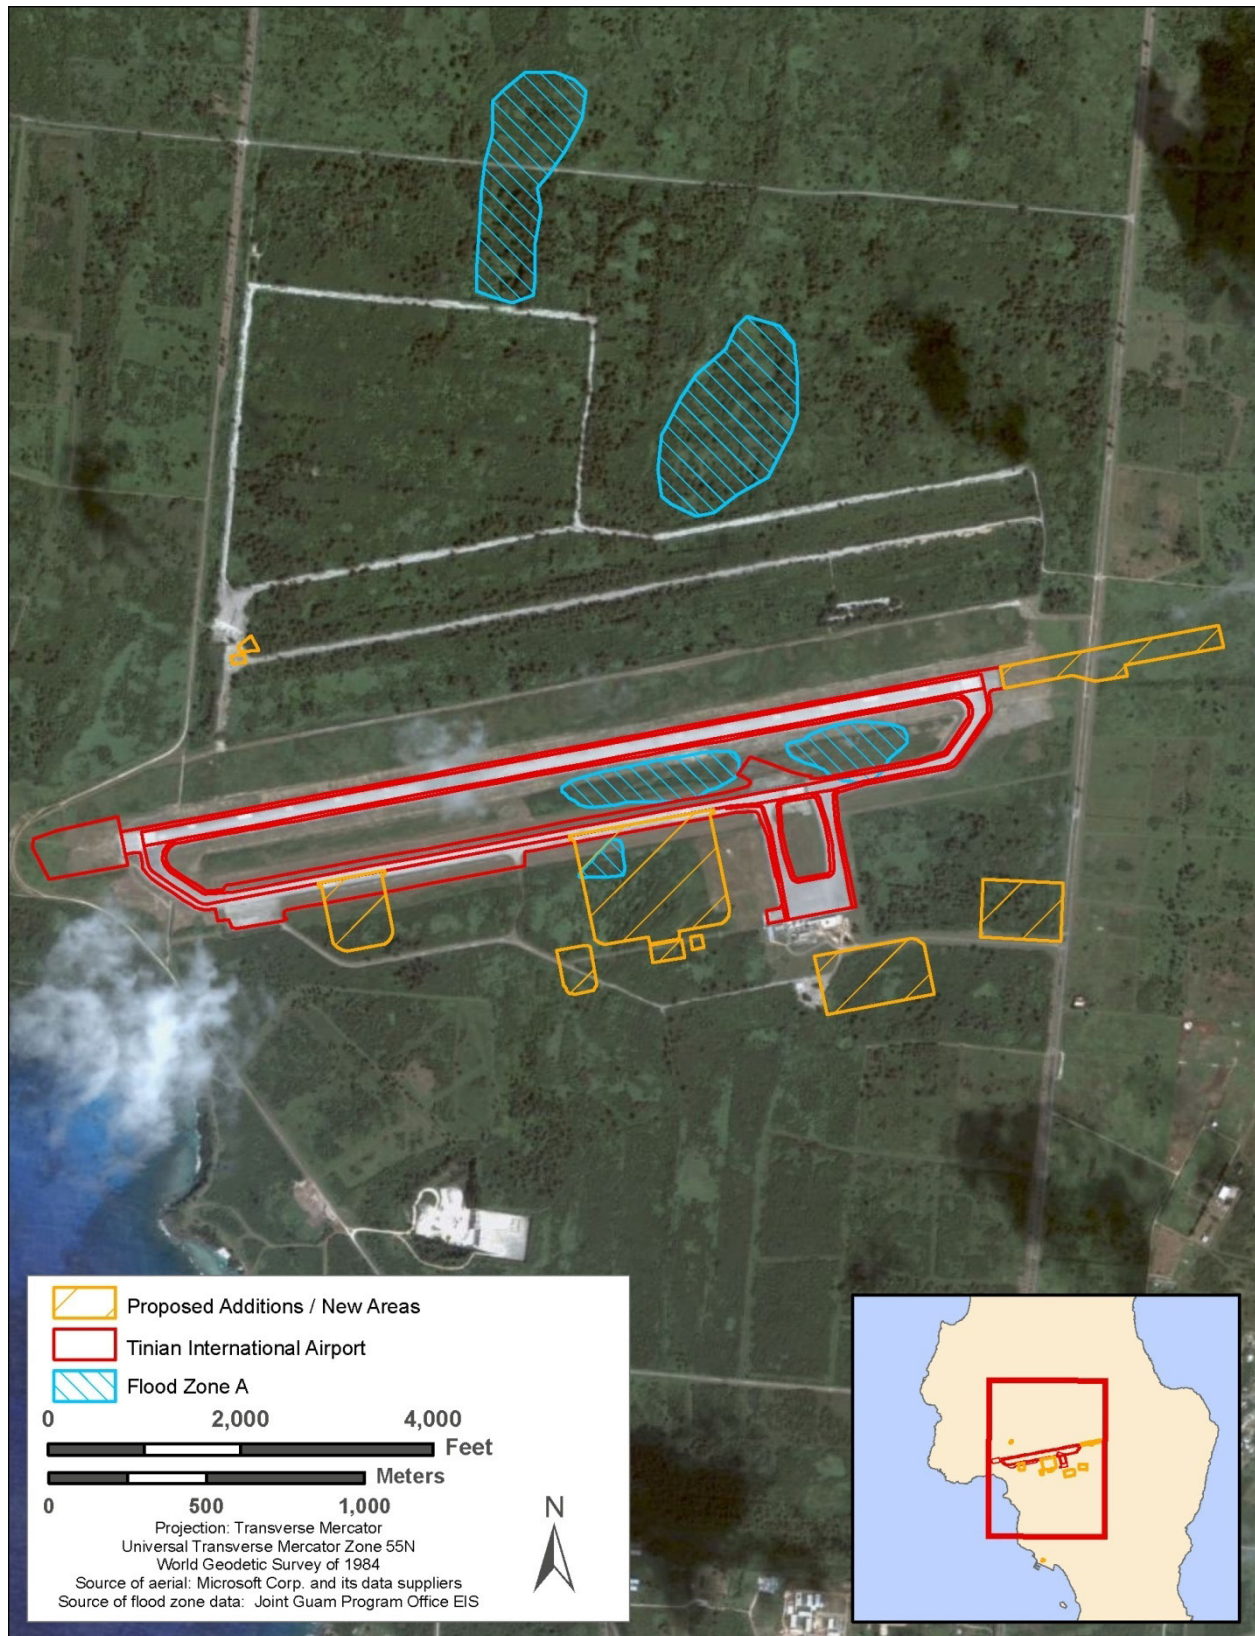 Proposed Additions / New Areas
Tinian International Airport
Flood Zone A
0 2,000 4,000
Feet
Meters
0 500 1,000
Projection: Transverse Mercator
Universal Transverse Mercator Zone 55N
World Geodetic Survey of 1984
Source of aerial: Microsoft Corp. and its data suppliers
Source of flood zone data: Joint Guam Program Office EIS
N